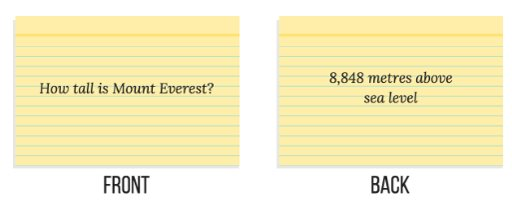 How tall is Mount Everest?
8,848 metres above
sea level
FRONT
BACK